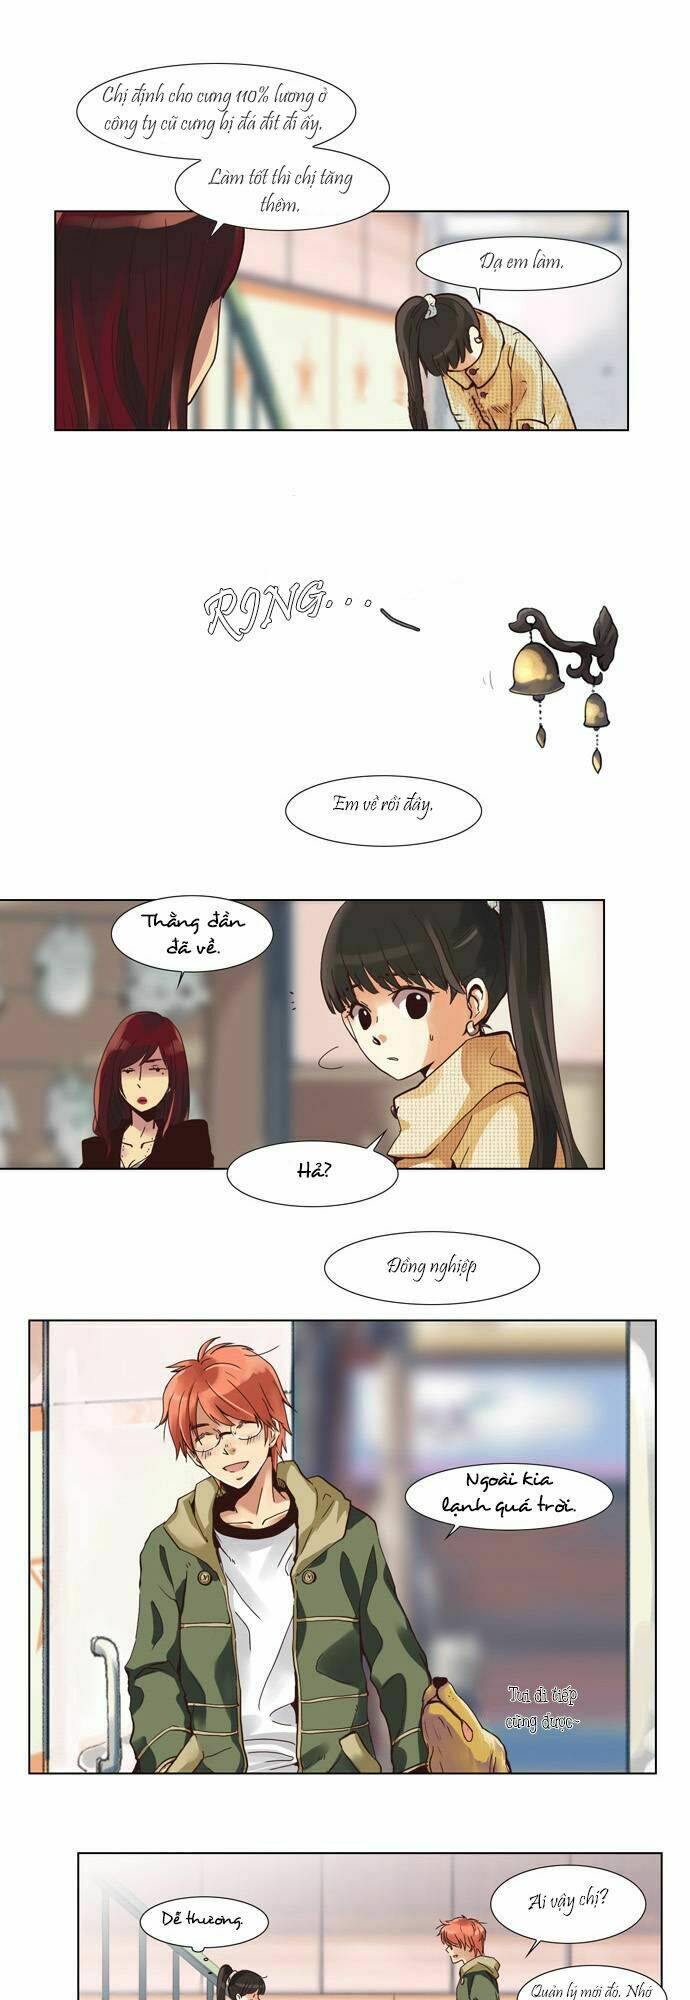 Chị định cho cưng 110% lương ở
công ty cũ cưng bị đá đít đi ấy.
Làm tốt thì chị tăng
thêm.
Dạ em làm.
RING...
Em về rồi đây.
Thằng đần
đã về.
Hả?
Đồng nghiệp
Ngoài kia
lạnh quá trời.
Tui đi tiếp
cũng được~
Ai vậy chị?
Dễ thương.
Quản lý mới đó. Nhớ